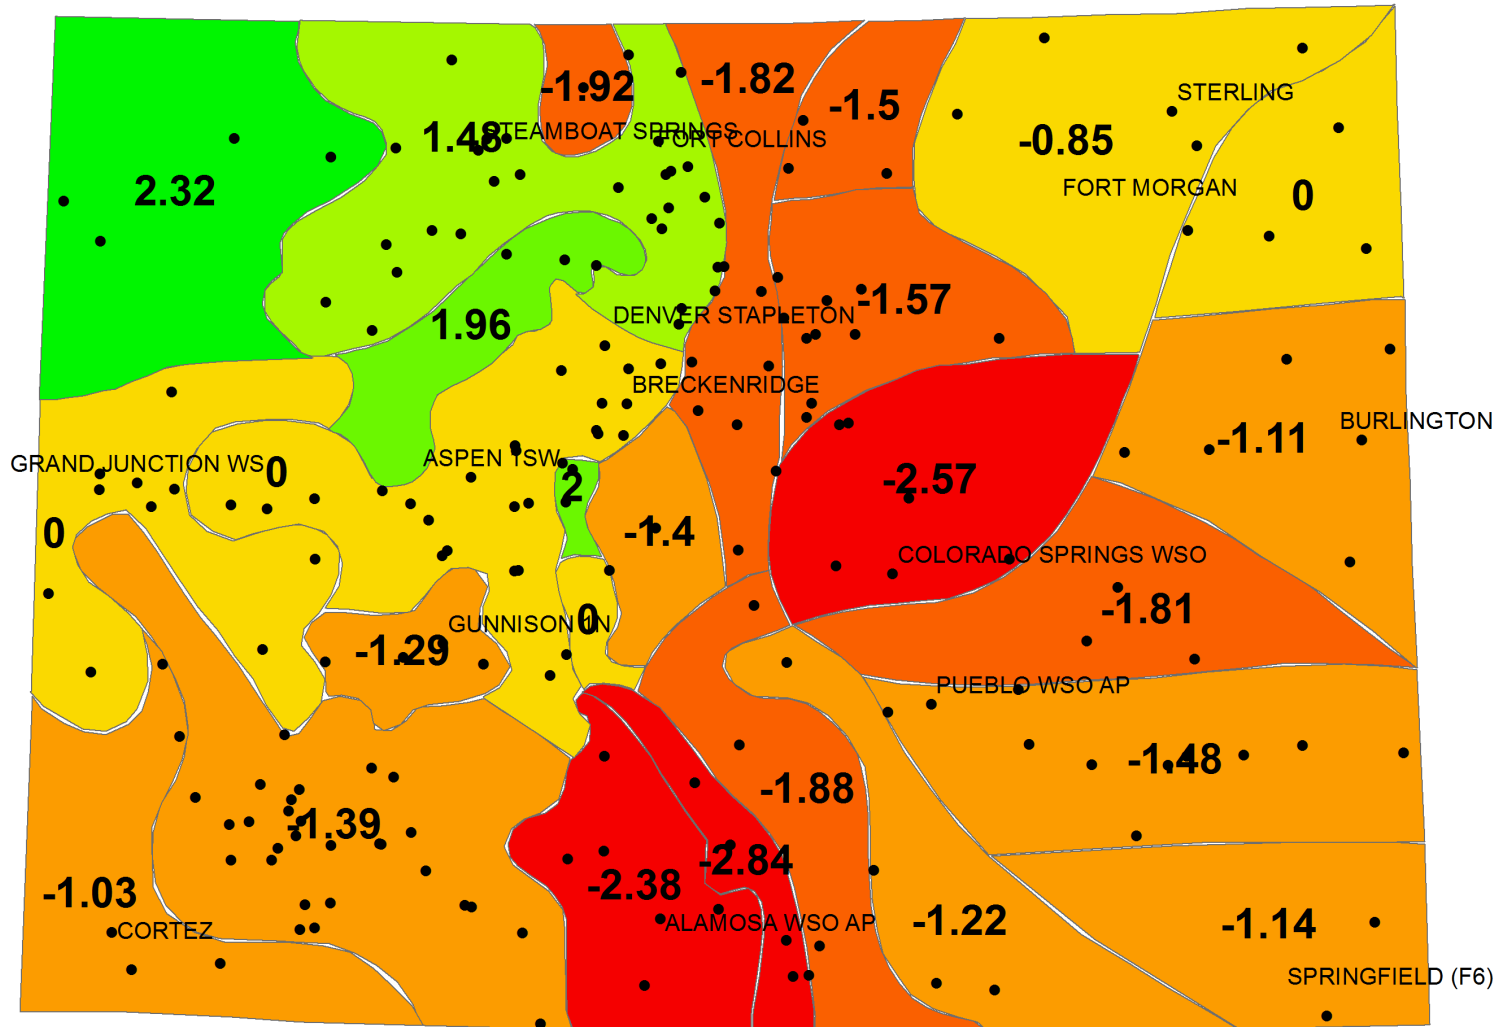 -1.92
-1.82
-1.5
STERLING
1.48
STEAMBOAT SPRINGS
FORT COLLINS
-0.85
2.32
FORT MORGAN
0
1.96
DENVER STAPLETON
-1.57
BRECKENRIDGE
BURLINGTON
-1.11
GRAND JUNCTION WS
0
ASPEN 1SW
2
-2.57
0
-1.4
COLORADO SPRINGS WSO
-1.81
GUNNISON 1N
0
-1.29
PUEBLO WSO AP
-1.48
-1.88
-1.39
-2.84
-2.38
-1.03
CORTEZ
ALAMOSA WSO AP
-1.22
-1.14
SPRINGFIELD (F6)